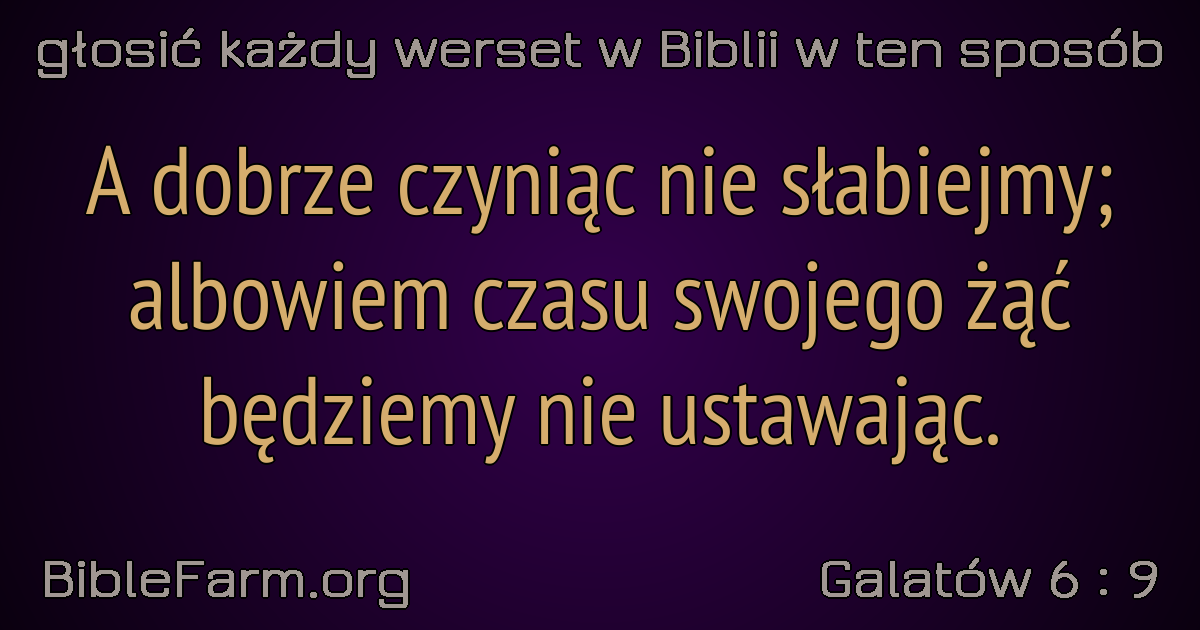 głosić każdy werset w Biblii w ten sposób
A dobrze czyniąc nie słabiejmy;
albowiem czasu swojego żąć
będziemy nie ustawając.
BibleFarm.org
Galatów 6 : 9